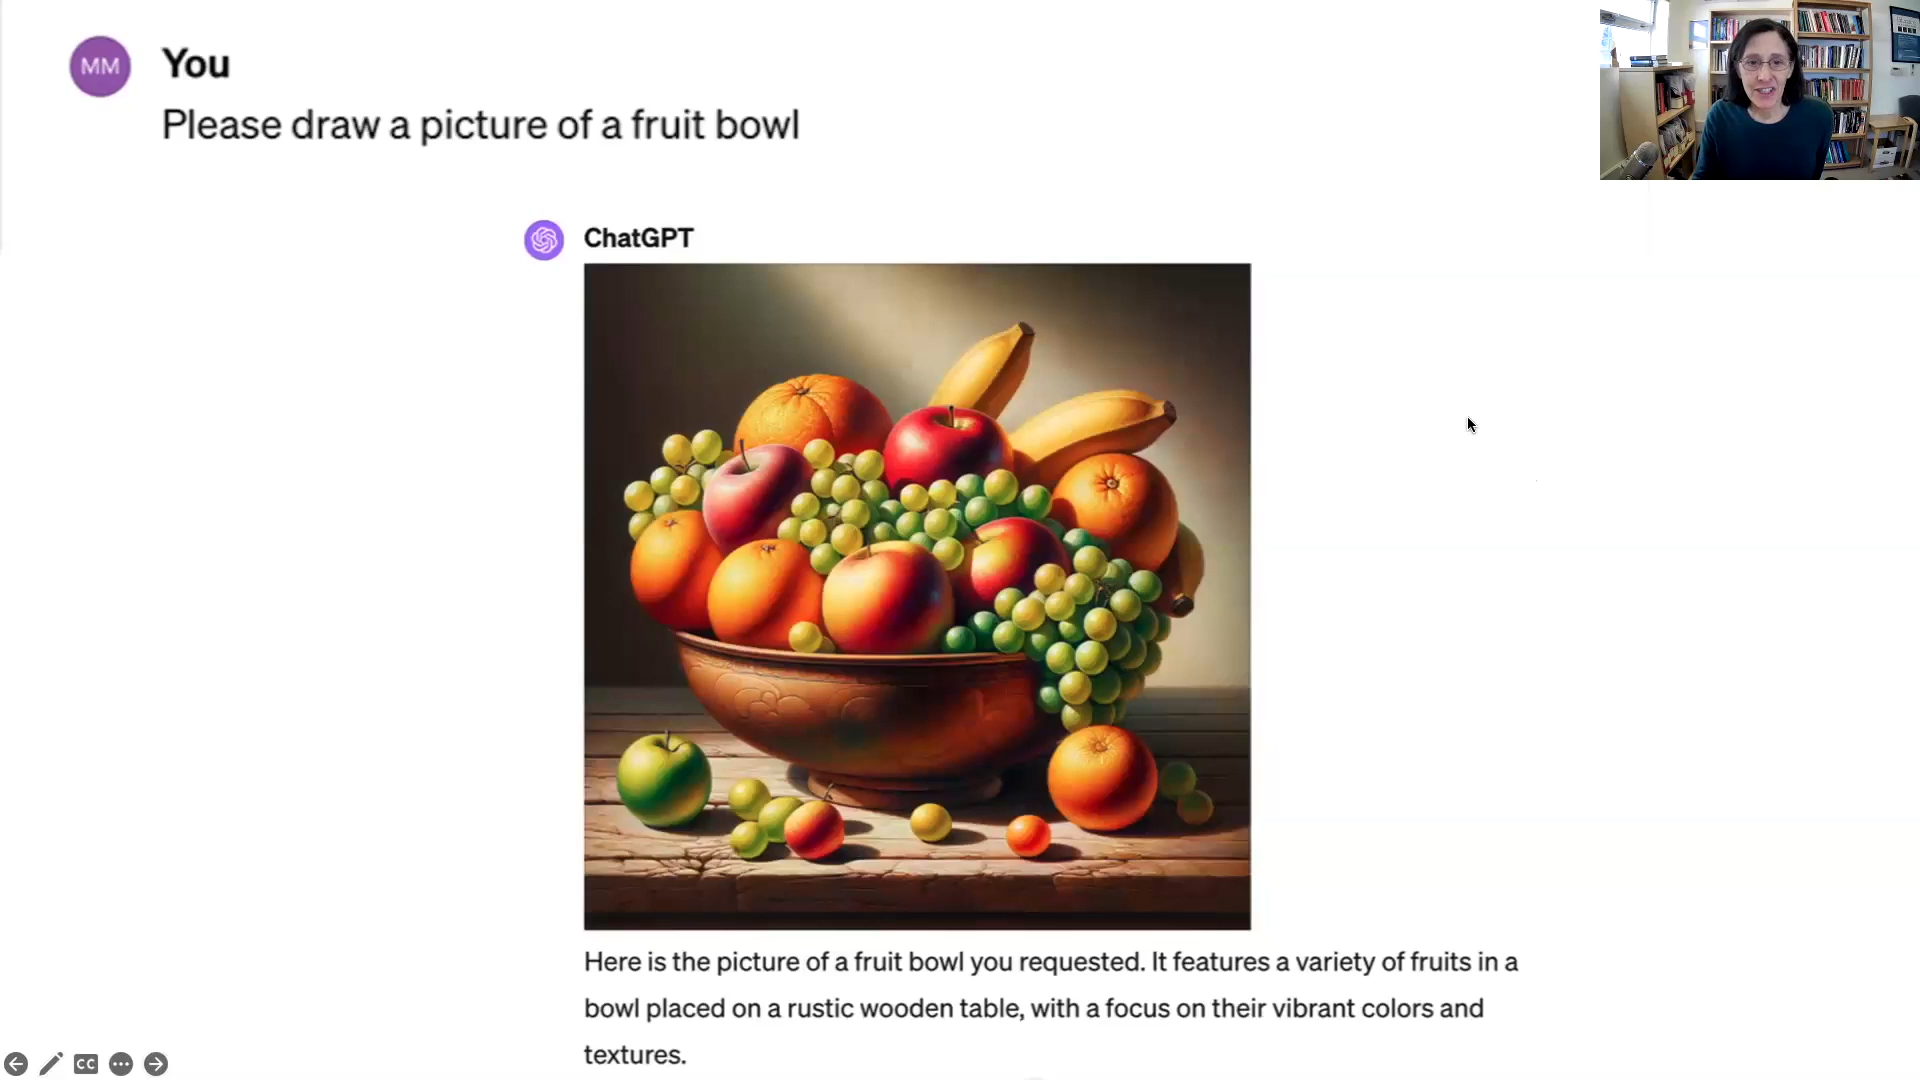 MM
You
Please draw a picture of a fruit bowl
ChatGPT
Here is the picture of a fruit bowl you requested. It features a variety of fruits in a
bowl placed on a rustic wooden table, with a focus on their vibrant colors and
textures.
CC